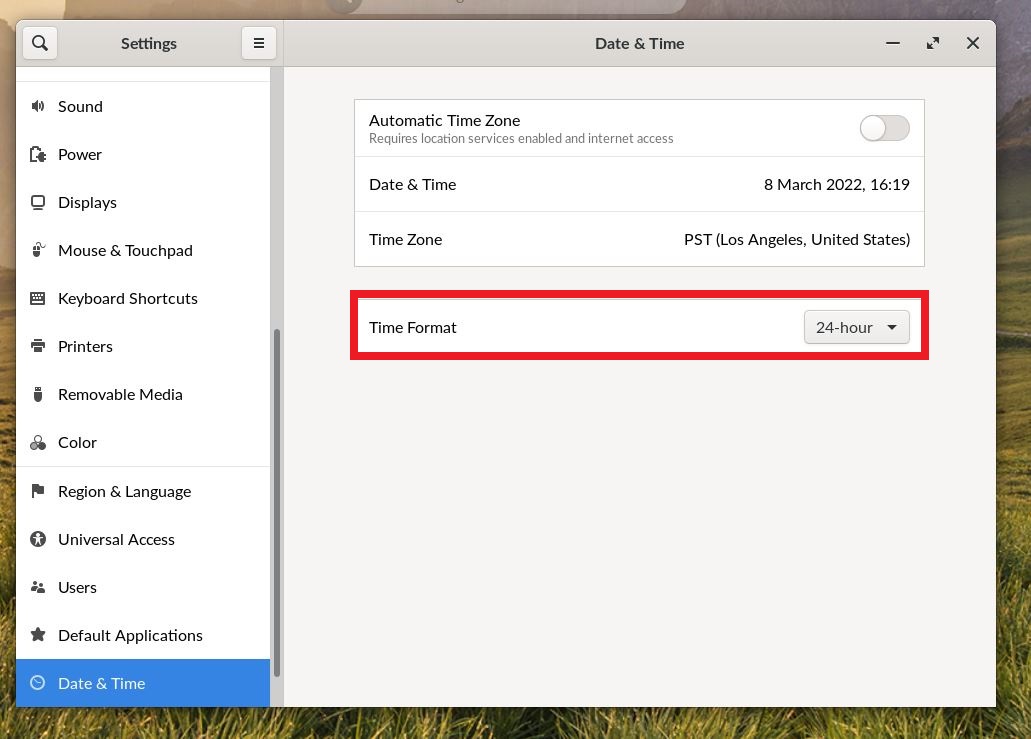 Settings
Date & Time
Sound
Power
Displays
Mouse & Touchpad
Keyboard Shortcuts
Printers
Removable Media
Color
Region & Language
Universal Access
Users
Default Applications
Date & Time
Automatic Time Zone
Requires location services enabled and internet access
Date & Time 8 March 2022, 16:19
Time Zone PST (Los Angeles, United States)
Time Format 24-hour